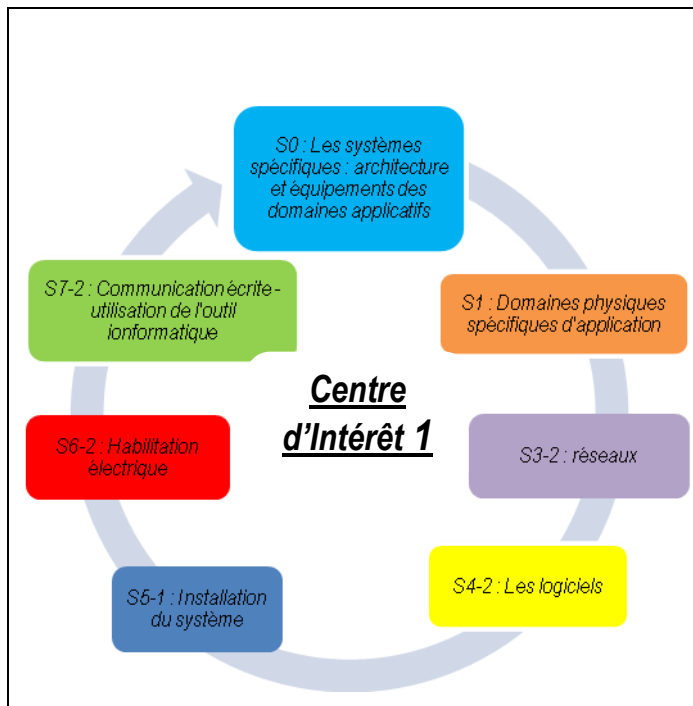 S0 : Les systèmes
spécifiques : architecture
et équipements des
domaines applicatifs
S1 : Domaines physiques
spécifiques d'application
S3-2 : réseaux
S4-2 : Les logiciels
S5-1 : Installation
du système
S6-2 : Habilitation
électrique
S7-2 : Communication écrite -
utilisation de l'outil
ionformatique
Centre
d'Intérêt 1